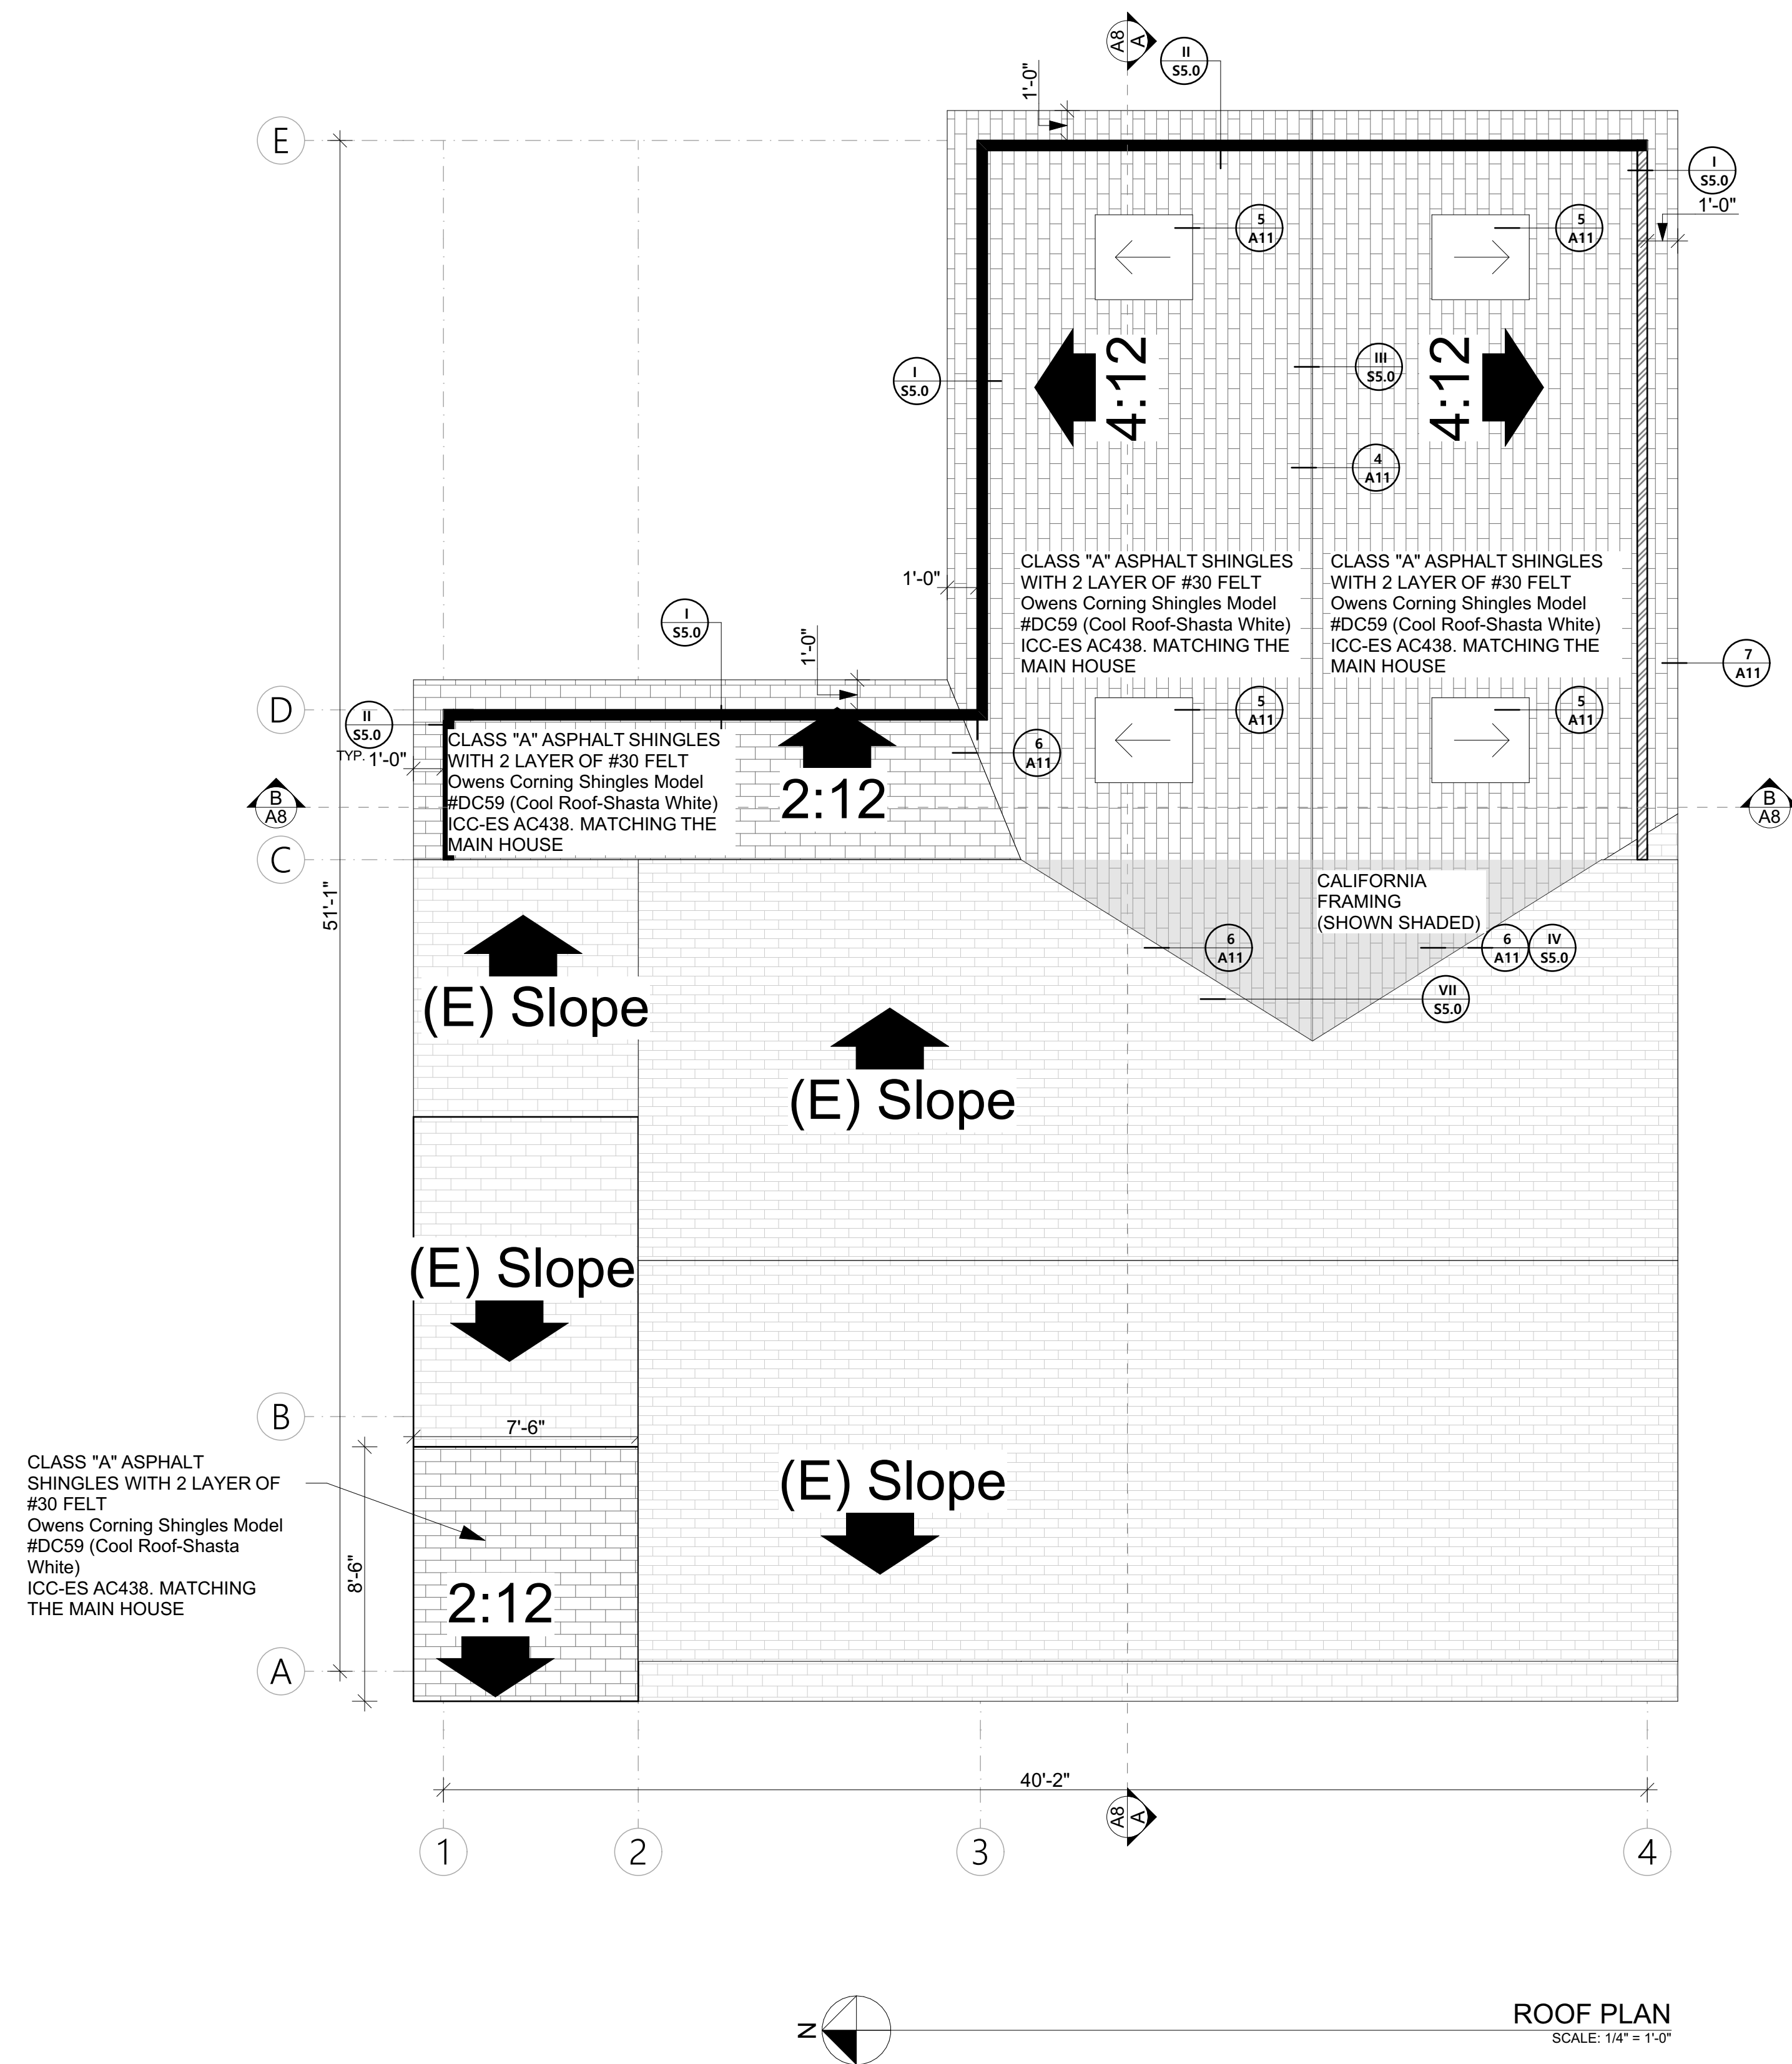 A8
A
II
S5.0
1'-0"
E
I
S5.0
1'-0"
5
A11
5
A11
4:12
4:12
I
S5.0
III
S5.0
4
A11
CLASS "A" ASPHALT SHINGLES
WITH 2 LAYER OF #30 FELT
Owens Corning Shingles Model
#DC59 (Cool Roof-Shasta White)
ICC-ES AC438. MATCHING THE
MAIN HOUSE
CLASS "A" ASPHALT SHINGLES
WITH 2 LAYER OF #30 FELT
Owens Corning Shingles Model
#DC59 (Cool Roof-Shasta White)
ICC-ES AC438. MATCHING THE
MAIN HOUSE
1'-0"
I
S5.0
1'-0"
7
A11
D
II
S5.0
TYP. 1'-0"
5
A11
5
A11
CLASS "A" ASPHALT SHINGLES
WITH 2 LAYER OF #30 FELT
Owens Corning Shingles Model
#DC59 (Cool Roof-Shasta White)
ICC-ES AC438. MATCHING THE
MAIN HOUSE
2:12
6
A11
B
A8
B
A8
C
51'-1"
CALIFORNIA
FRAMING
(SHOWN SHADED)
6
A11
6
A11
IV
S5.0
VII
S5.0
(E) Slope
(E) Slope
(E) Slope
B
7'-6"
CLASS "A" ASPHALT
SHINGLES WITH 2 LAYER OF
#30 FELT
Owens Corning Shingles Model
#DC59 (Cool Roof-Shasta
White)
ICC-ES AC438. MATCHING
THE MAIN HOUSE
(E) Slope
8'-6"
2:12
A
40'-2"
A8
A
1
2
3
4
N
ROOF PLAN
SCALE: 1/4" = 1'-0"